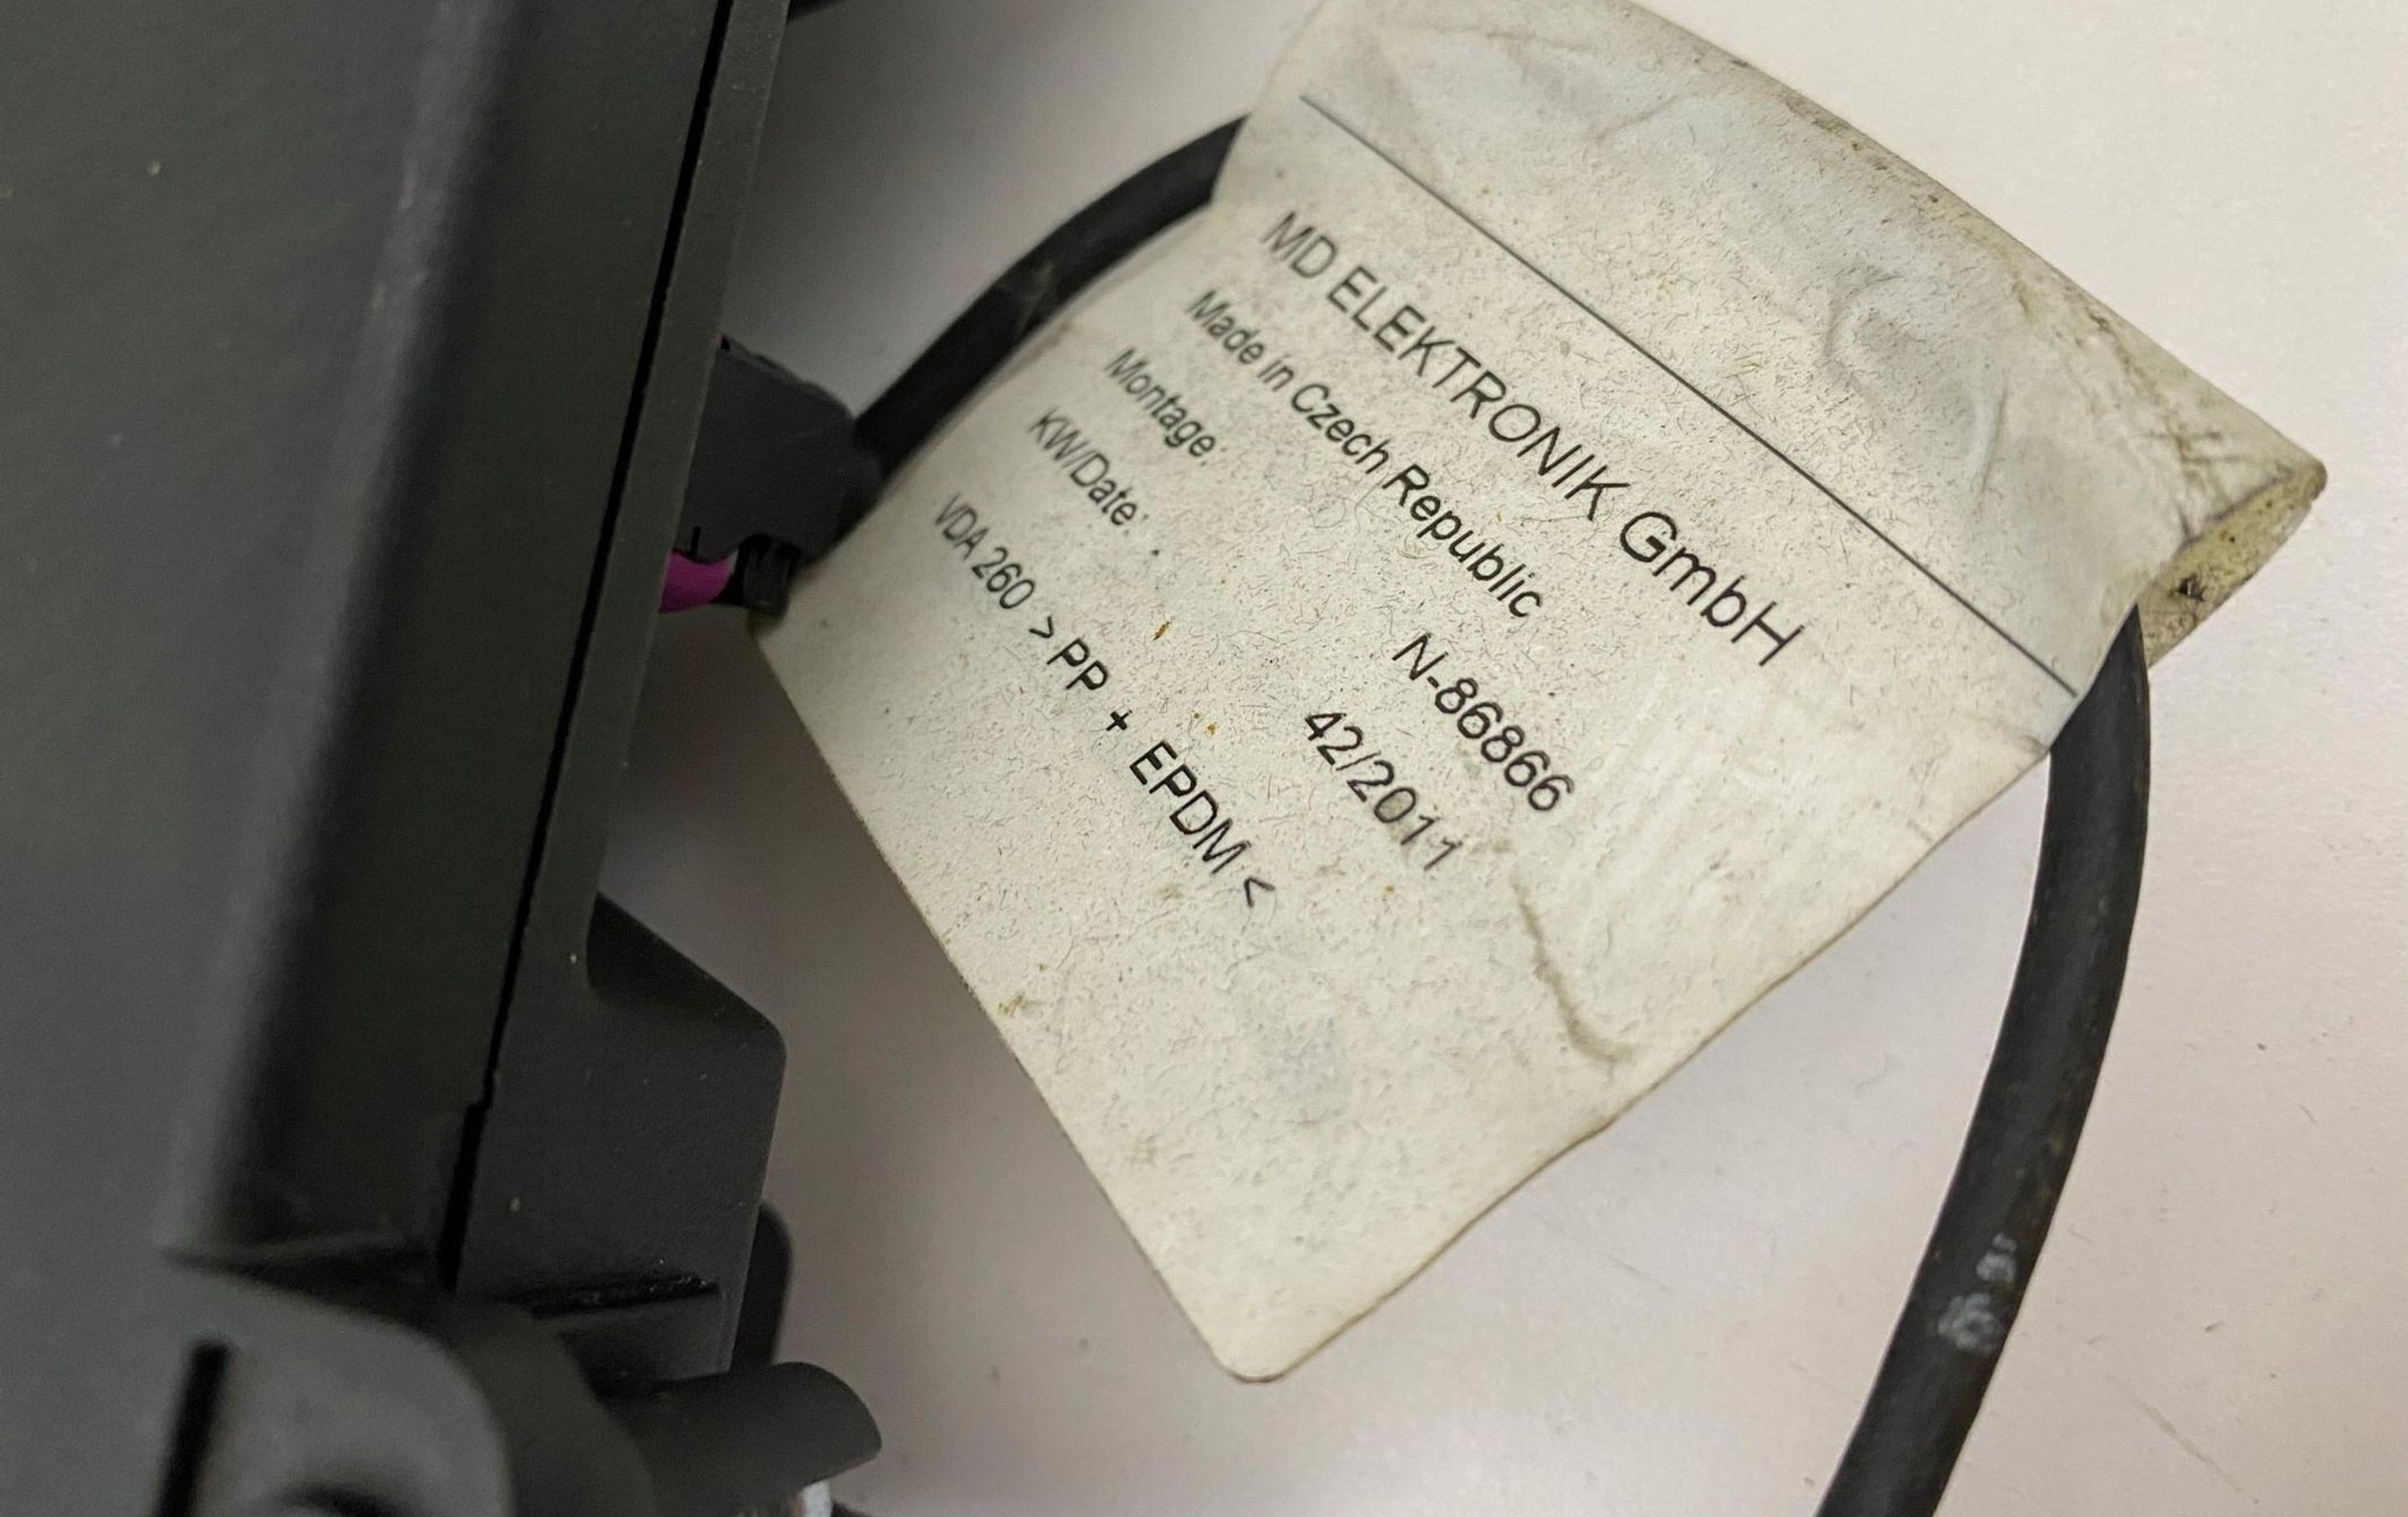 MD ELEKTRONIK GmbH
Made in Czech Republic
Montage: N-86866
KW/Date: 42/2011
VDA 260 >PP + EPDM <